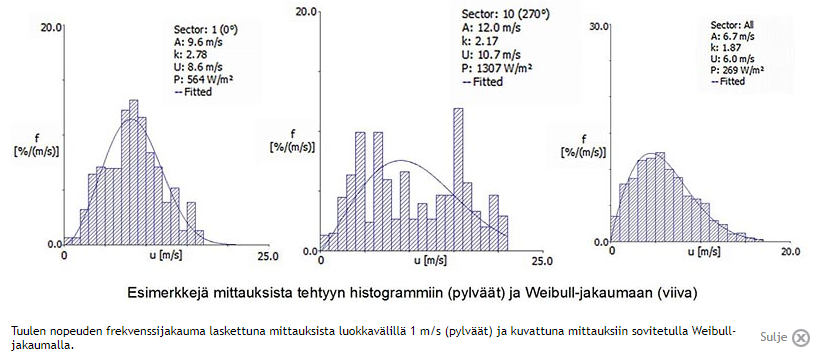 20.0
Sector: 1 (0°)
A: 9.6 m/s
k: 2.78
U: 8.6 m/s
P: 564 W/m²
-- Fitted
f
[%/(m/s)]
0.0
0
u [m/s]
25.0
20.0
Sector: 10 (270°)
A: 12.0 m/s
k: 2.17
U: 10.7 m/s
P: 1307 W/m²
-- Fitted
f
[%/(m/s)]
0.0
0
u [m/s]
25.0
30.0
Sector: All
A: 6.7 m/s
k: 1.87
U: 6.0 m/s
P: 269 W/m²
-- Fitted
f
[%/(m/s)]
0.0
0
u [m/s]
20.0
Esimerkkejä mittauksista tehtyyn histogrammiin (pylväät) ja Weibull-jakaumaan (viiva)
Tuulen nopeuden frekvenssijakauma laskettuna mittauksista luokkavälillä 1 m/s (pylväät) ja kuvattuna mittauksiin sovitetulla Weibull-
jakaumalla.
Sulje